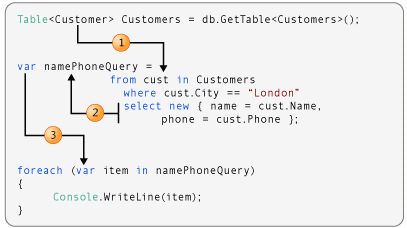 Table<Customer> Customers = db.GetTable<Customers>();
1
var namePhoneQuery =
from cust in Customers
where cust.City == “London”
select new { name = cust.Name,
2
phone = cust.Phone };
3
foreach (var item in namePhoneQuery)
{
Console.WriteLine(item);
}